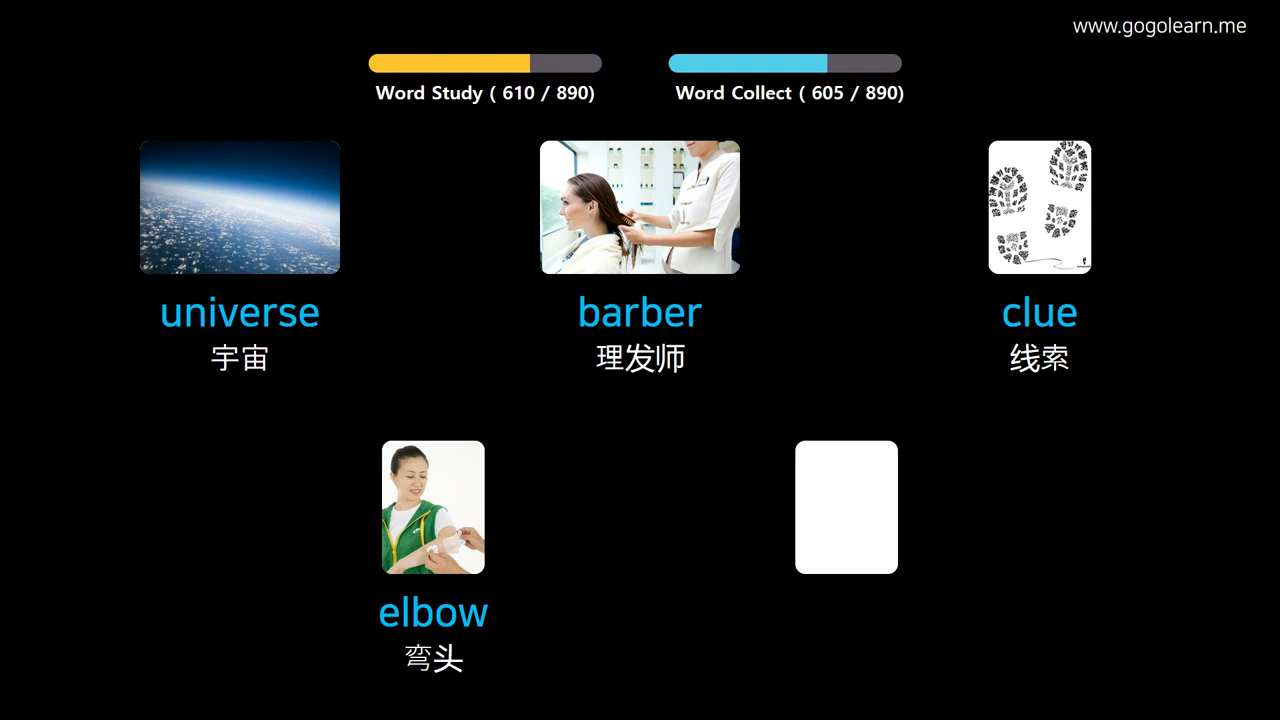 www.gogolearn.me
Word Study ( 610 / 890)
Word Collect ( 605 / 890)
universe
宇宙
barber
理发师
clue
线索
elbow
弯头